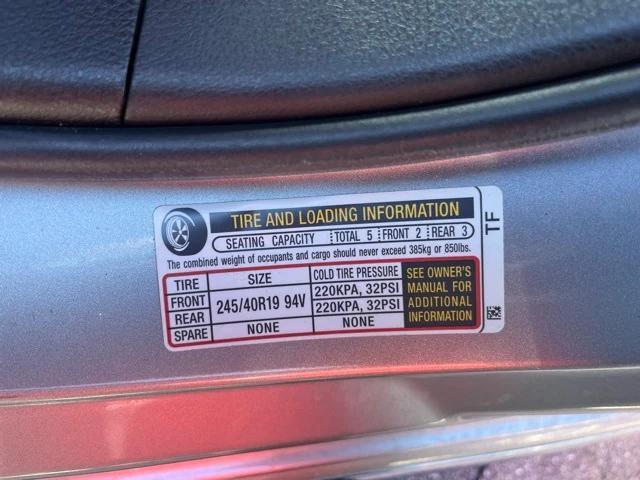 TIRE AND LOADING INFORMATION
SEATING CAPACITY TOTAL 5 FRONT 2 REAR 3
The combined weight of occupants and cargo should never exceed 385kg or 850lbs.
TIRE SIZE COLD TIRE PRESSURE
FRONT 245/40R19 94V 220KPA, 32PSI
REAR 220KPA, 32PSI
SPARE NONE NONE
SEE OWNER'S
MANUAL FOR
ADDITIONAL
INFORMATION
TF